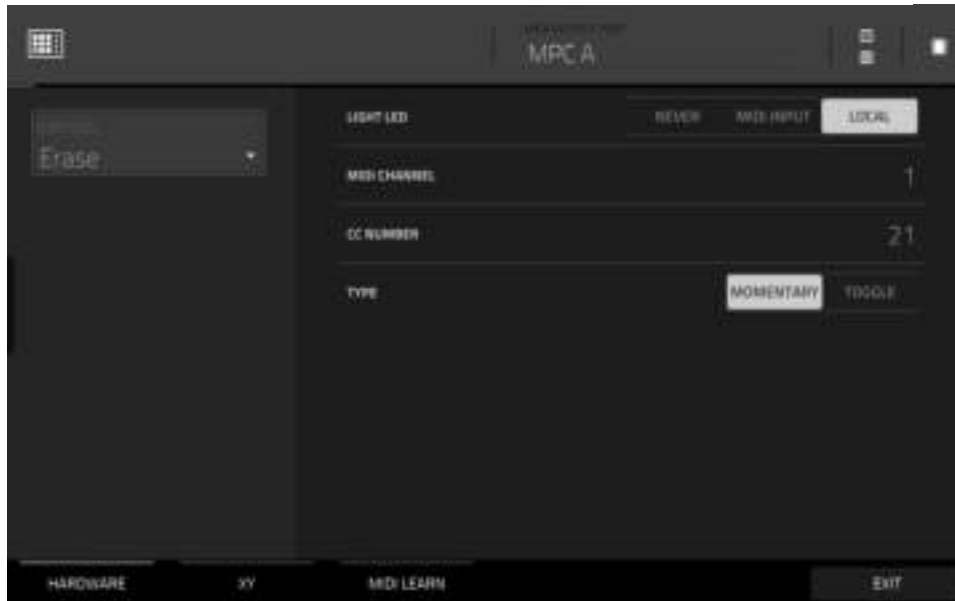 MPC A
Erase
LIGHT LED NEVER MIDI INPUT LOCAL
MIDI CHANNEL 1
CC NUMBER 21
TYPE MOMENTARY TOGGLE
HARDWARE XY MIDI LEARN EXIT